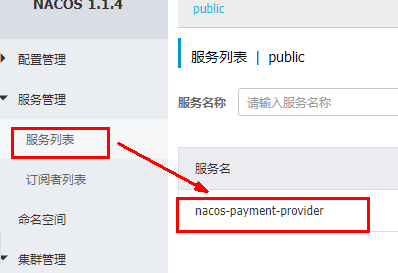 NACOS 1.1.4
配置管理
服务管理
服务列表
订阅者列表
命名空间
集群管理
public
服务列表 | public
服务名称 请输入服务名称
服务名
nacos-payment-provider